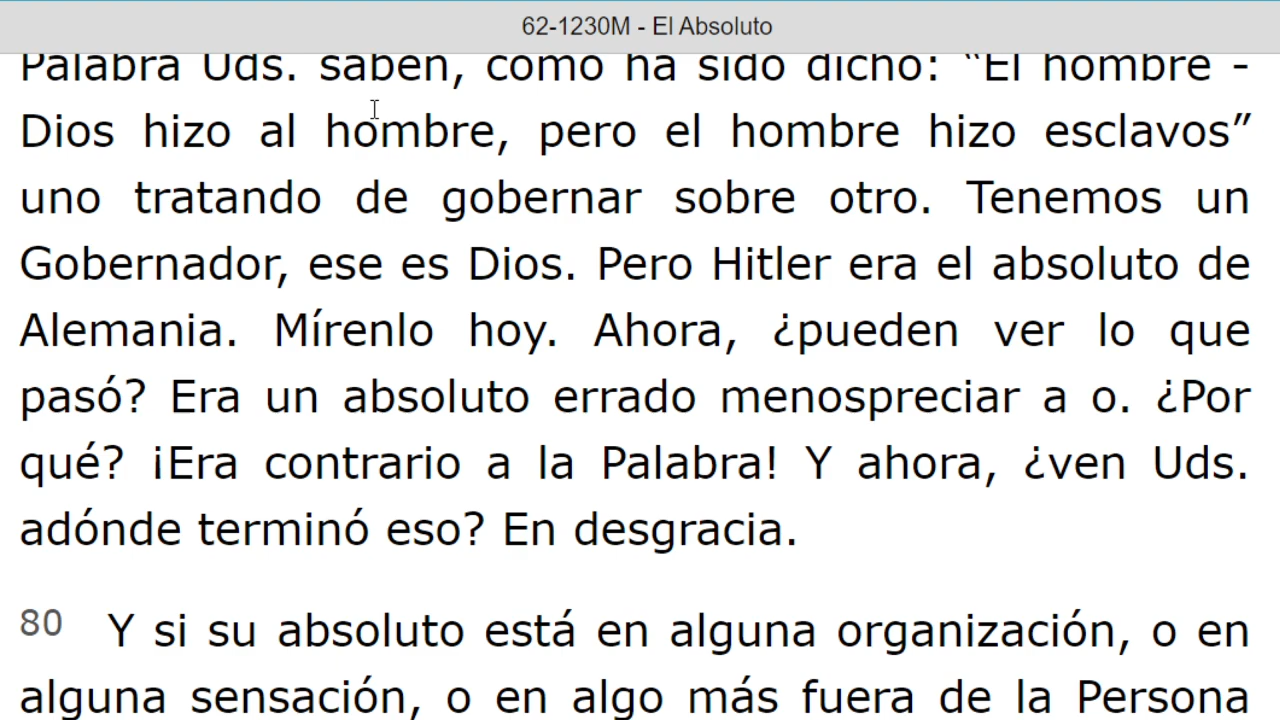 62-1230M - El Absoluto
Palabra Uds. saben, como ha sido dicho: “El hombre -
Dios hizo al hombre, pero el hombre hizo esclavos”
uno tratando de gobernar sobre otro. Tenemos un
Gobernador, ese es Dios. Pero Hitler era el absoluto de
Alemania. Mírenlo hoy. Ahora, ¿pueden ver lo que
pasó? Era un absoluto errado menospreciar a o. ¿Por
qué? ¡Era contrario a la Palabra! Y ahora, ¿ven Uds.
adónde terminó eso? En desgracia.
80 Y si su absoluto está en alguna organización, o en
alguna sensación, o en algo más fuera de la Persona